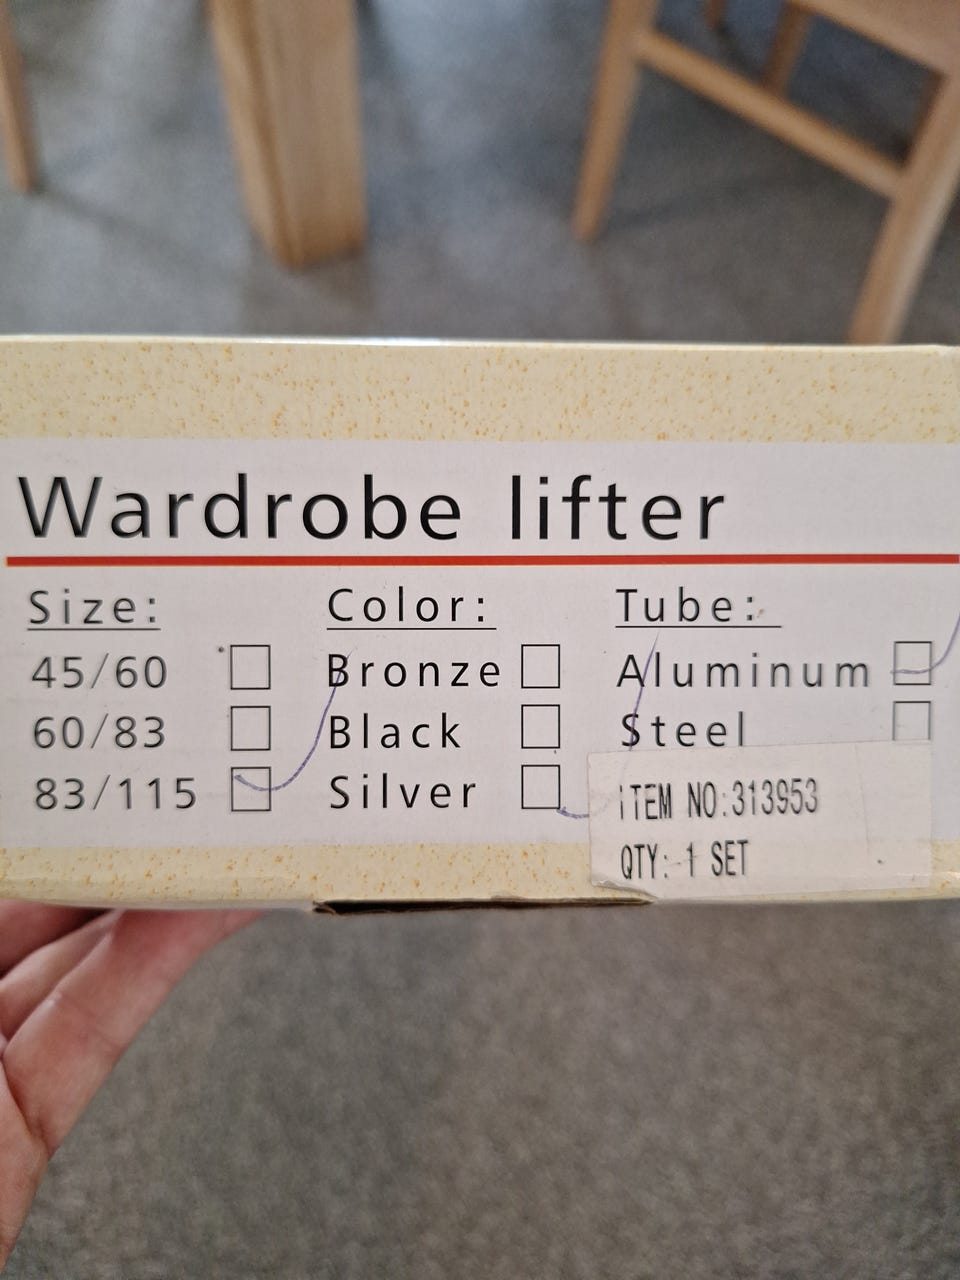 Wardrobe lifter
Size: Color: Tube:
45/60 Bronze Aluminum
60/83 Black Steel
83/115 Silver
ITEM NO:313953
QTY: 1 SET